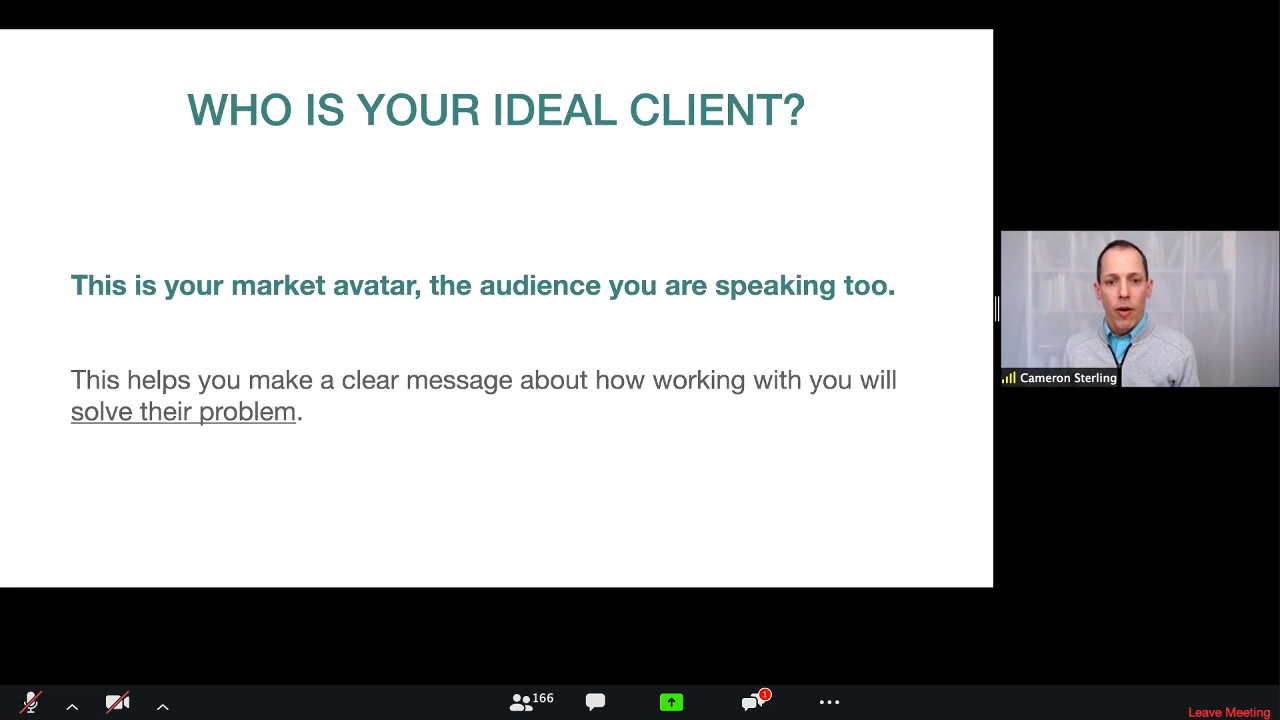 WHO IS YOUR IDEAL CLIENT?
This is your market avatar, the audience you are speaking too.
This helps you make a clear message about how working with you will
solve their problem.
Cameron Sterling
166
1
Leave Meeting